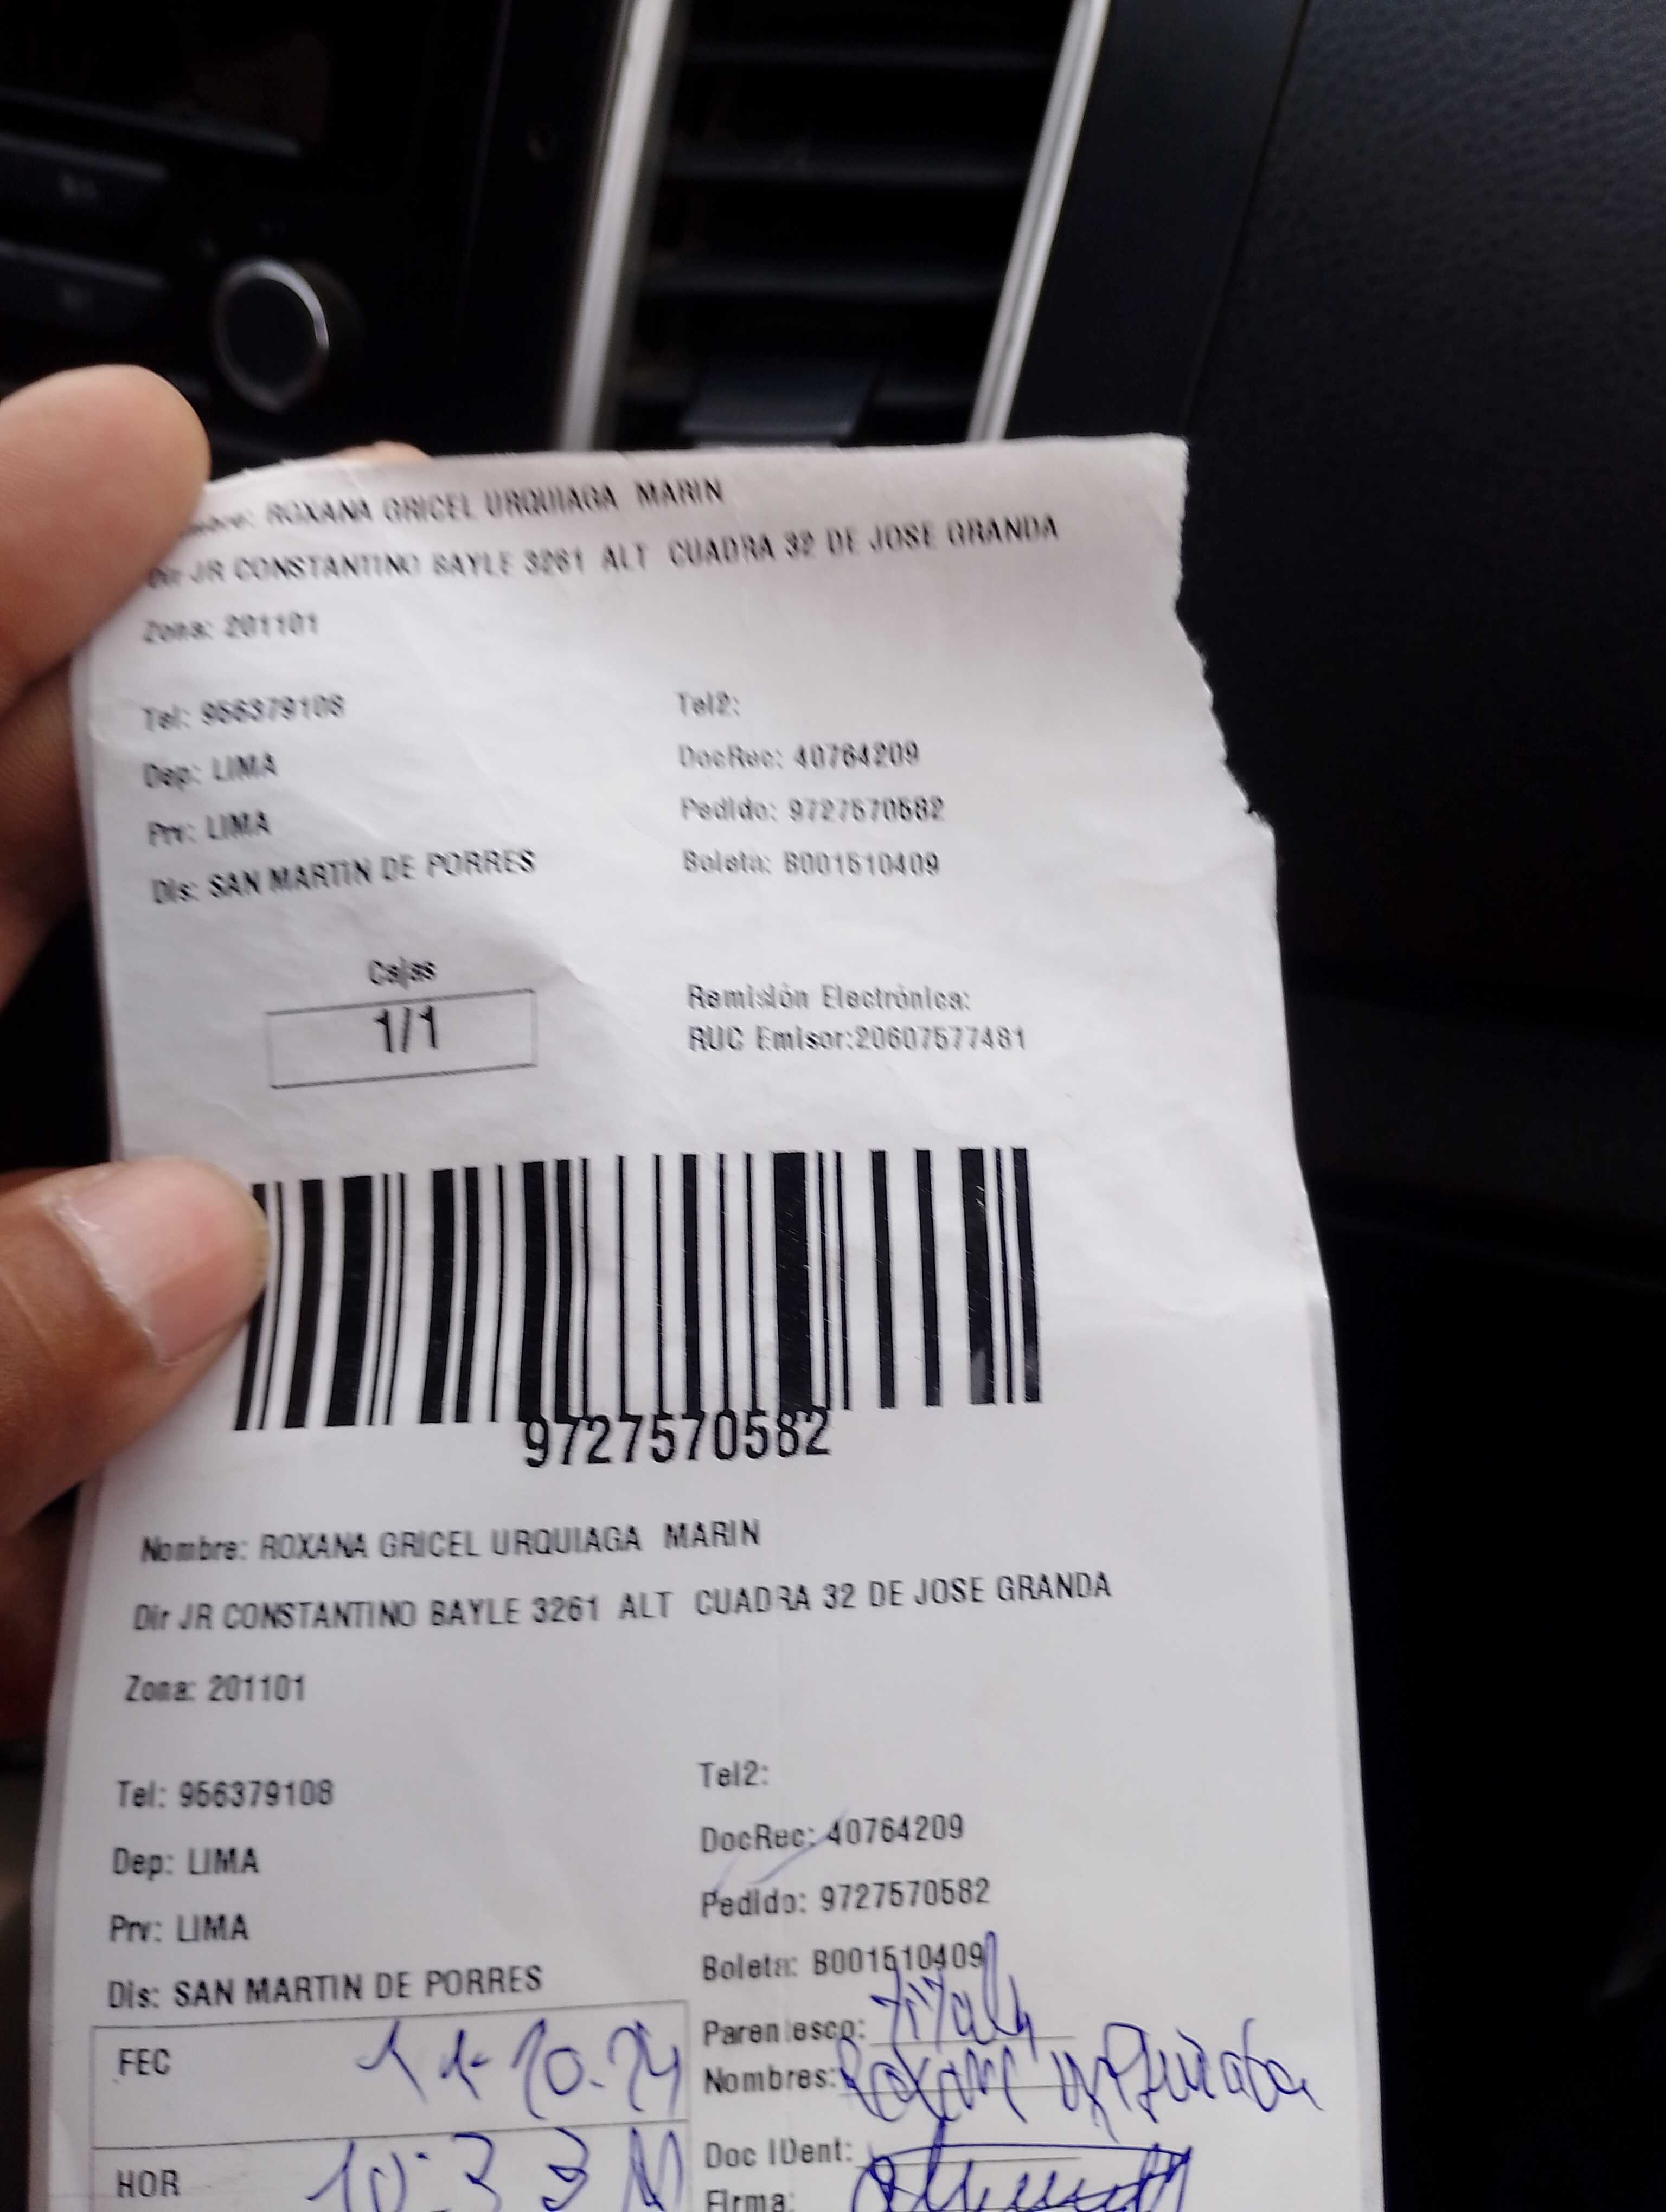 ROXANA GRICEL URQUIAGA MARIN
Dir JR CONSTANTINO BAYLE 3261 ALT CUADRA 32 DE JOSE GRANDA
Zona: 201101
Tel: 956379108 Tel2:
Dep: LIMA DocRec: 40764209
Prv: LIMA Pedido: 9727570582
Dis: SAN MARTIN DE PORRES Boleta: B001510409
Cajas
1/1
Remisión Electrónica:
RUC Emisor:20607577481
9727570582
Nombre: ROXANA GRICEL URQUIAGA MARIN
Dir JR CONSTANTINO BAYLE 3261 ALT CUADRA 32 DE JOSE GRANDA
Zona: 201101
Tel: 956379108 Tel2:
Dep: LIMA DocRec: 40764209
Prv: LIMA Pedido: 9727570582
Dis: SAN MARTIN DE PORRES Boleta: B001510409
FEC
Parentesco:
Nombres:
HOR
Doc IDent:
Firma: